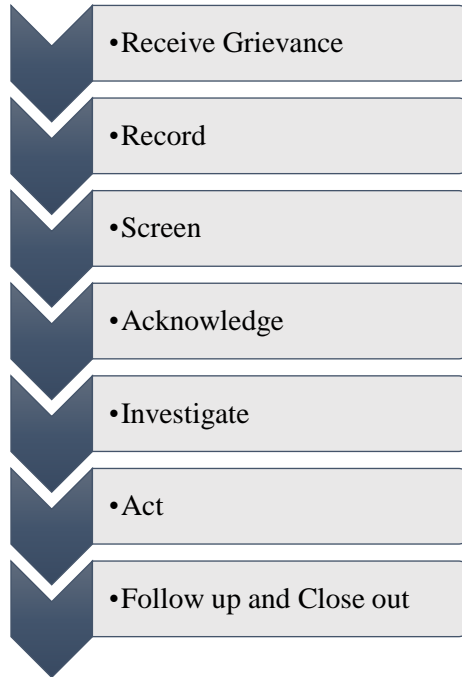 •Receive Grievance
•Record
•Screen
•Acknowledge
•Investigate
•Act
•Follow up and Close out